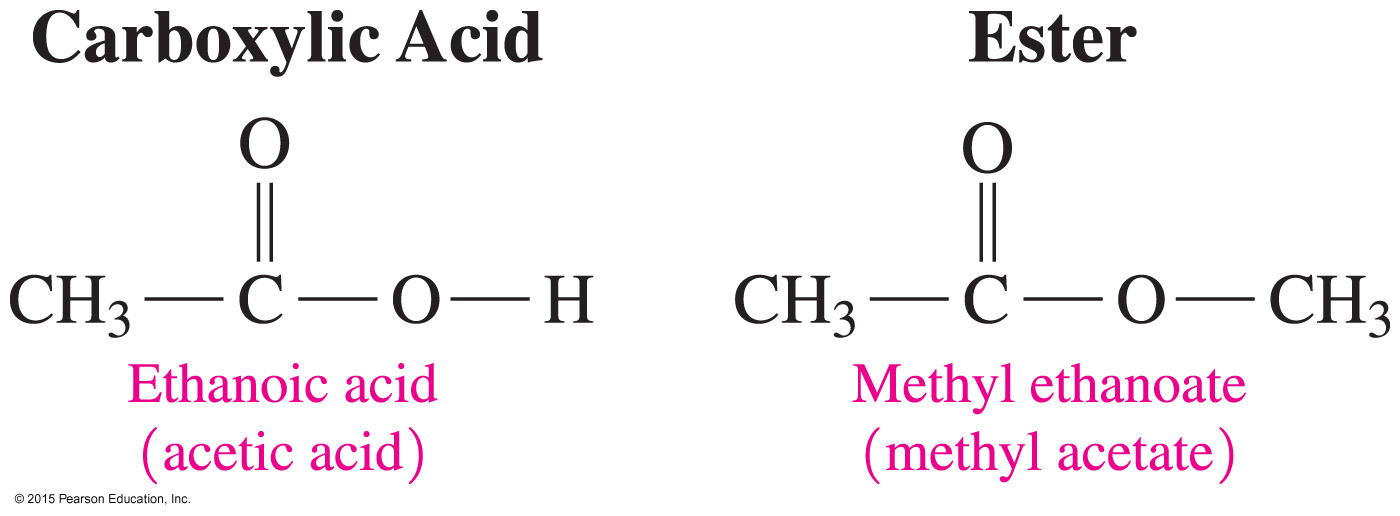 Carboxylic Acid
Ester
O
O
CH₃ — C — O — H
CH₃ — C — O — CH₃
Ethanoic acid
(acetic acid)
Methyl ethanoate
(methyl acetate)
© 2015 Pearson Education, Inc.